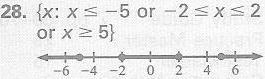 28. {x: x ≤ −5 or −2 ≤ x ≤ 2
or x ≥ 5}
−6 −4 −2 0 2 4 6